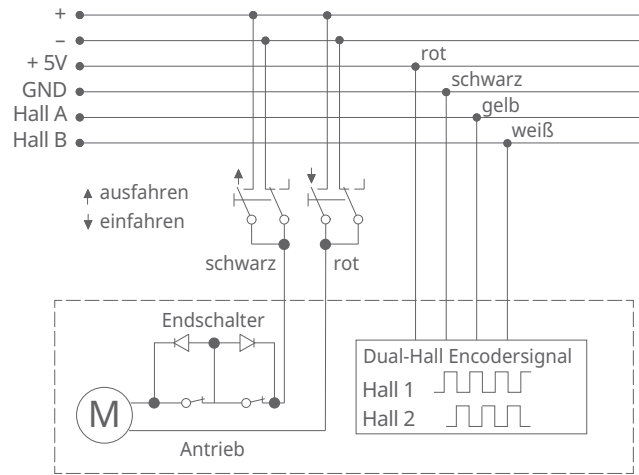 +
–
+ 5V
GND
Hall A
Hall B
rot
schwarz
gelb
weiß
ausfahren
einfahren
schwarz
rot
Endschalter
M
Antrieb
Dual-Hall Encodersignal
Hall 1
Hall 2